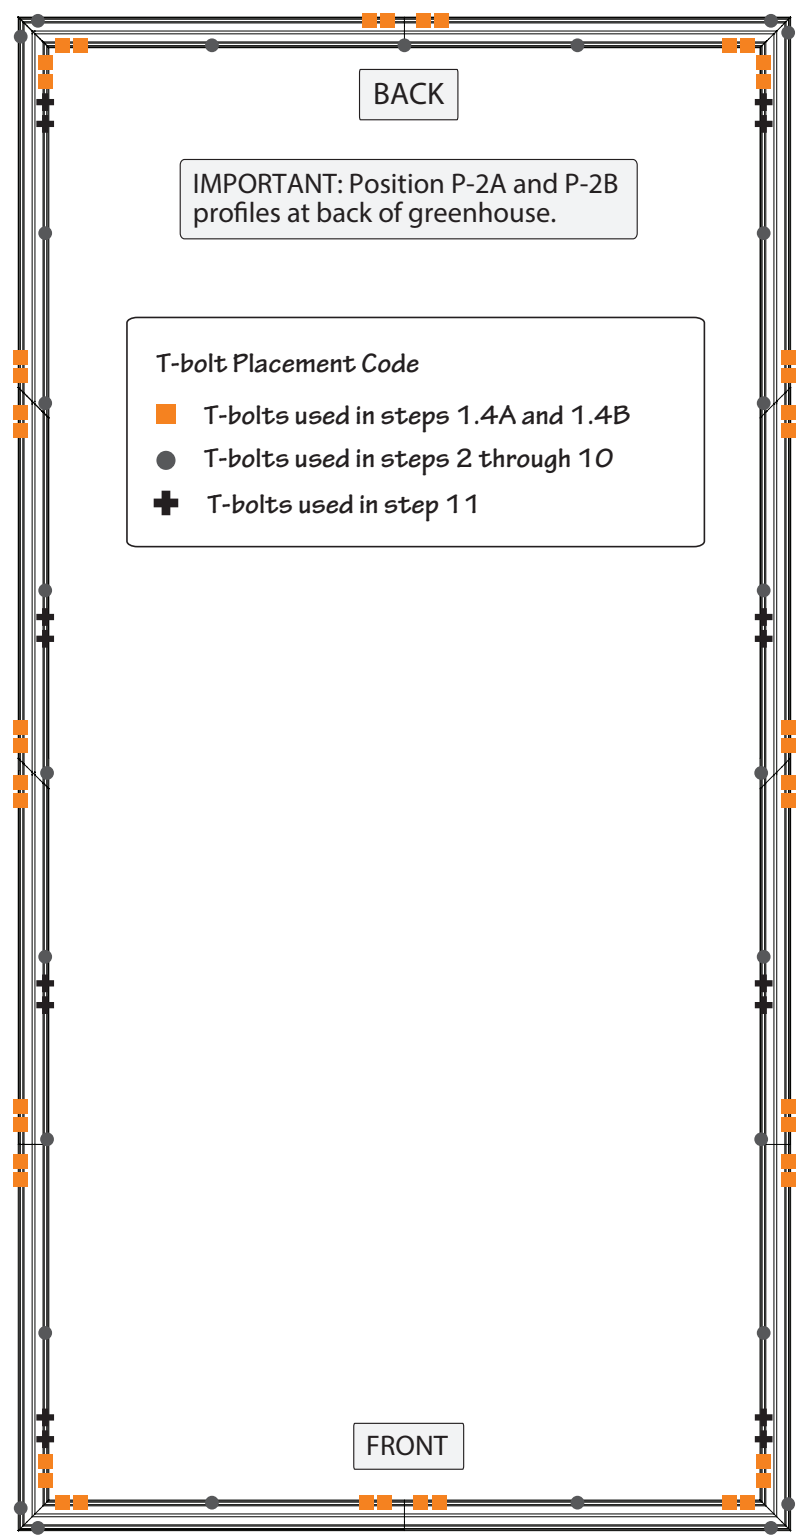 BACK
IMPORTANT: Position P-2A and P-2B
profiles at back of greenhouse.
T-bolt Placement Code
T-bolts used in steps 1.4A and 1.4B
T-bolts used in steps 2 through 10
T-bolts used in step 11
FRONT